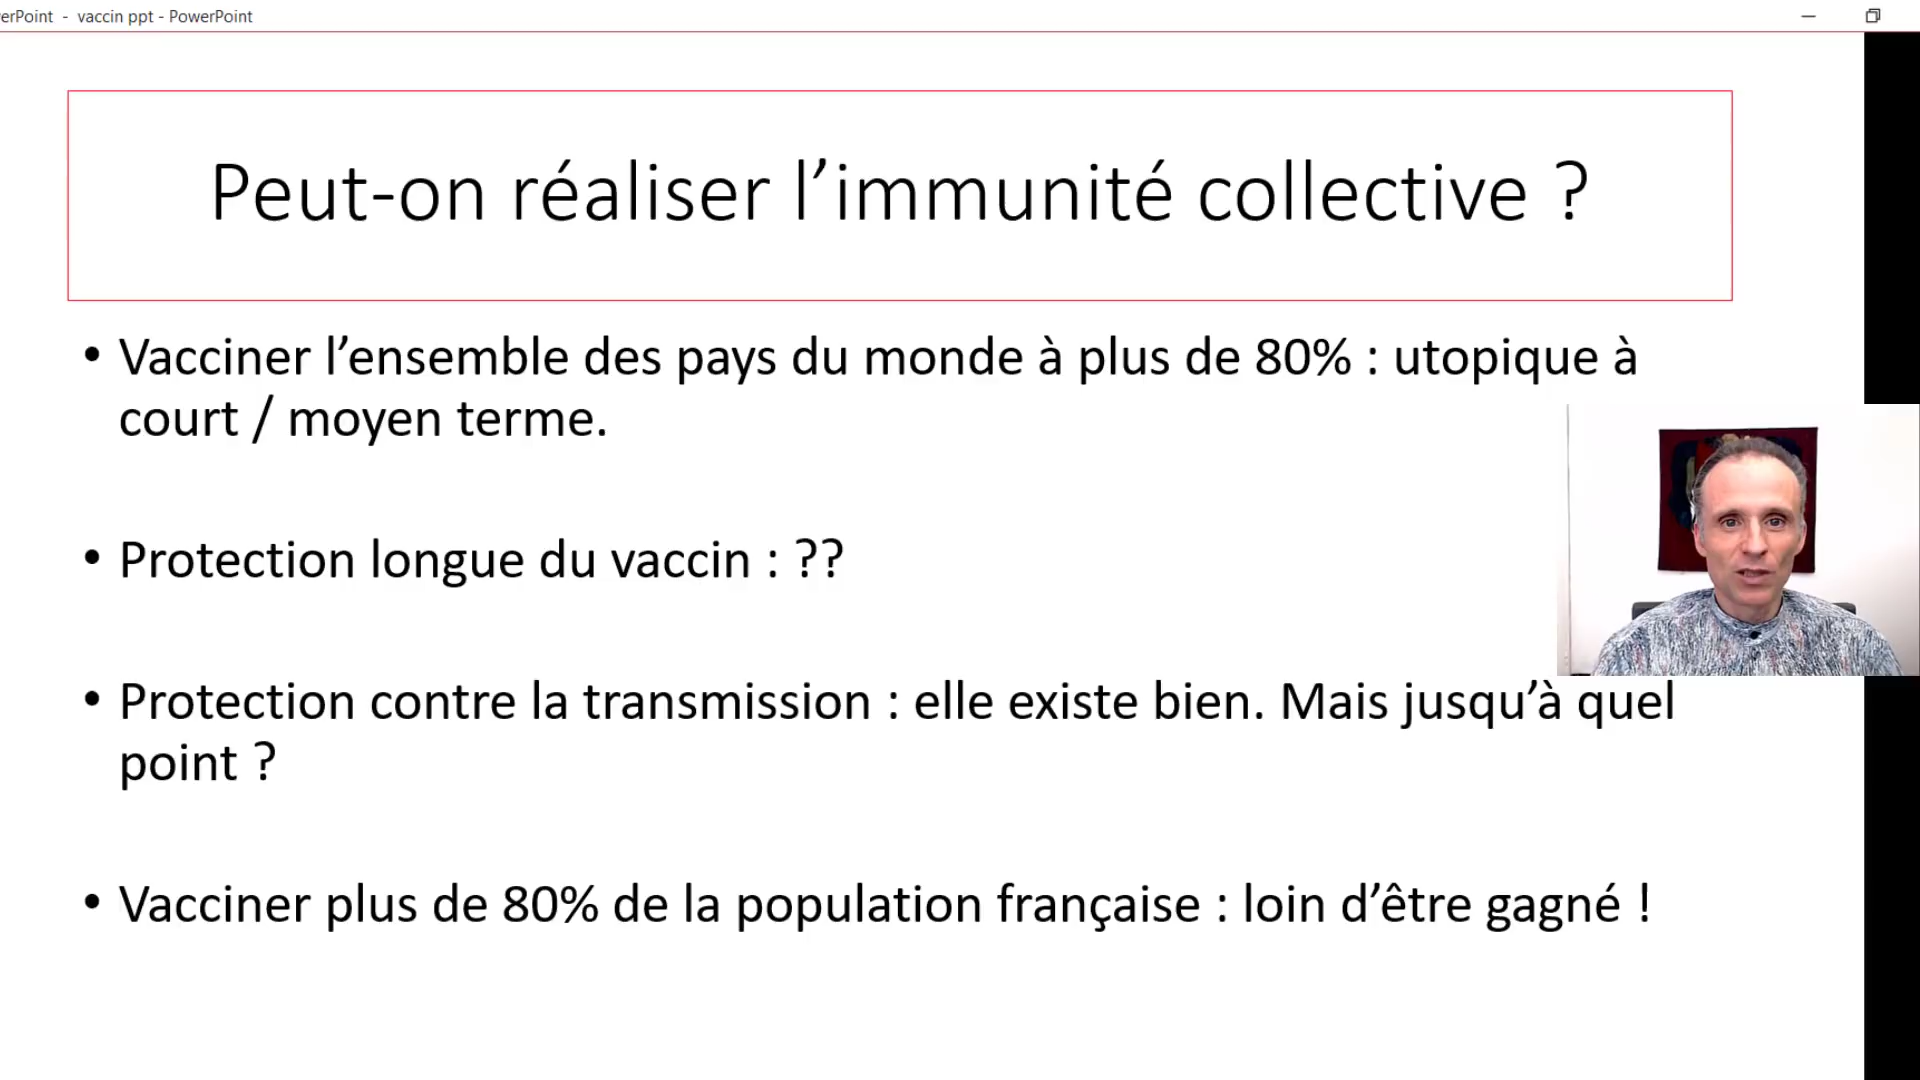 erPoint - vaccin ppt - PowerPoint
Peut-on réaliser l’immunité collective ?
• Vacciner l’ensemble des pays du monde à plus de 80% : utopique à
court / moyen terme.
• Protection longue du vaccin : ??
• Protection contre la transmission : elle existe bien. Mais jusqu’à quel
point ?
• Vacciner plus de 80% de la population française : loin d’être gagné !